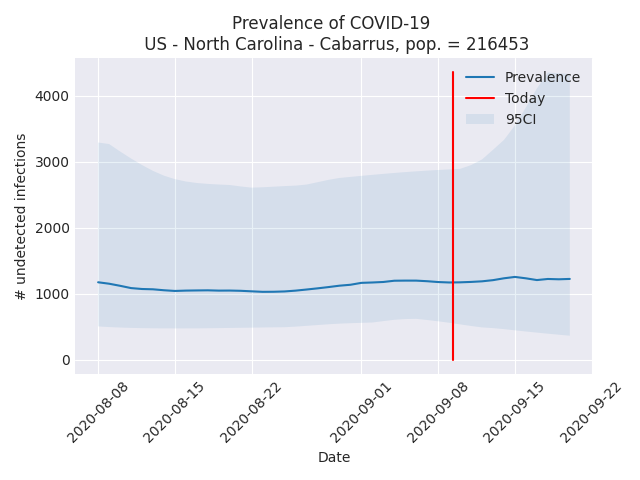 Prevalence of COVID-19
US - North Carolina - Cabarrus, pop. = 216453
Prevalence
Today
95CI
4000
3000
2000
1000
0
# undetected infections
2020-08-08
2020-08-15
2020-08-22
2020-09-01
2020-09-08
2020-09-15
2020-09-22
Date